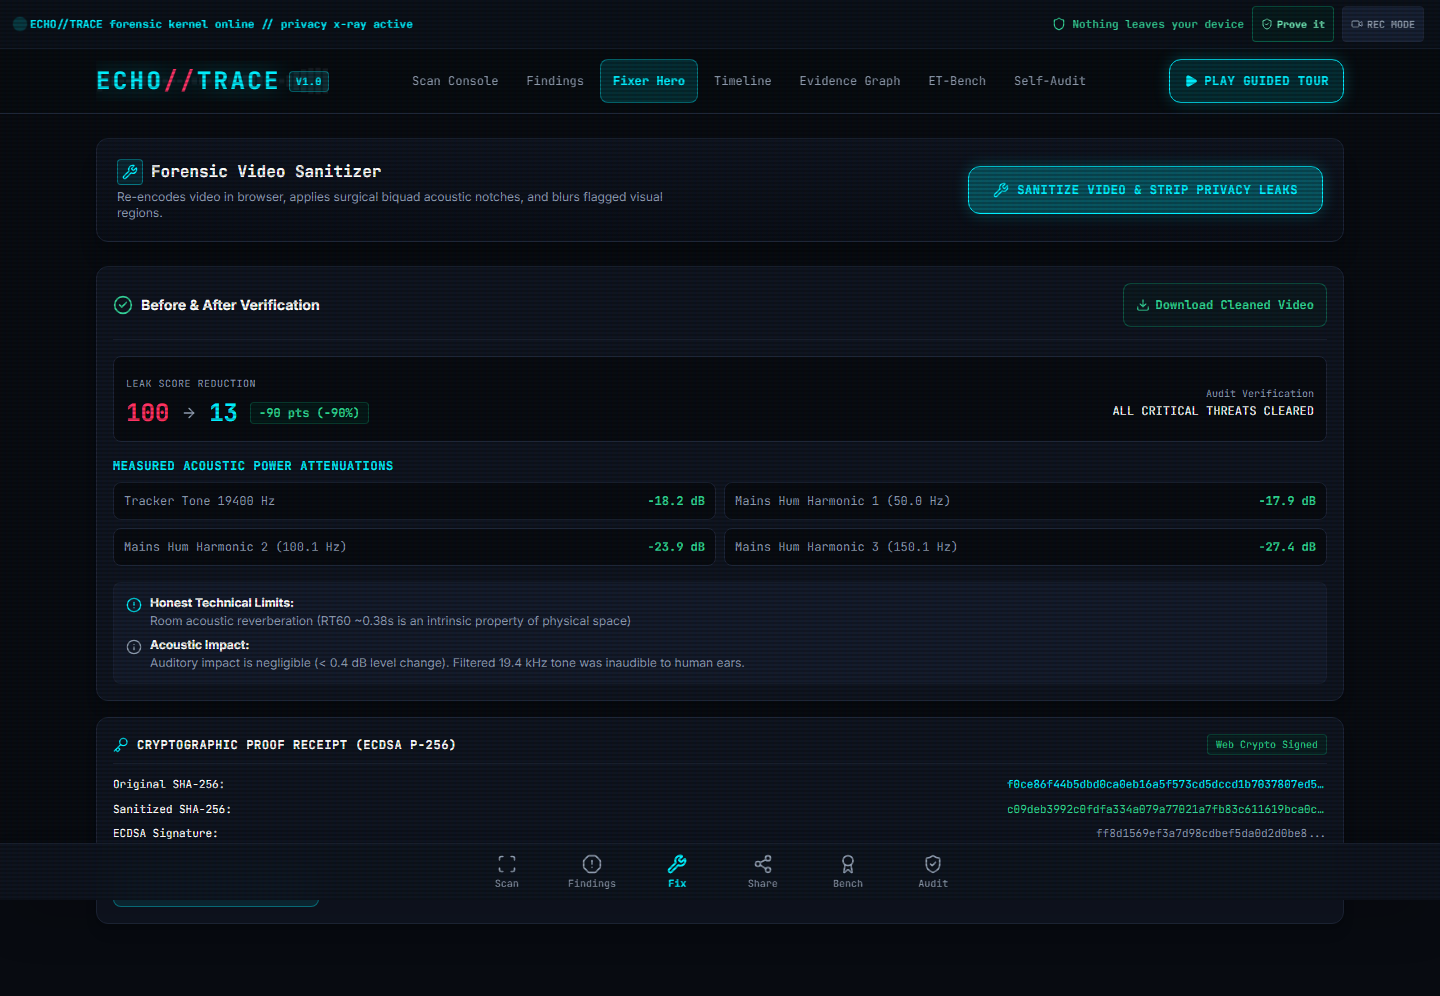 ECHO//TRACE forensic kernel online // privacy x-ray active
Nothing leaves your device
Prove it
REC MODE
ECHO//TRACE V1.0
Scan Console
Findings
Fixer Hero
Timeline
Evidence Graph
ET-Bench
Self-Audit
PLAY GUIDED TOUR
Forensic Video Sanitizer
Re-encodes video in browser, applies surgical biquad acoustic notches, and blurs flagged visual
regions.
SANITIZE VIDEO & STRIP PRIVACY LEAKS
Before & After Verification
Download Cleaned Video
LEAK SCORE REDUCTION
100 → 13 -90 pts (-90%)
Audit Verification
ALL CRITICAL THREATS CLEARED
MEASURED ACOUSTIC POWER ATTENUATIONS
Tracker Tone 19400 Hz -18.2 dB
Mains Hum Harmonic 1 (50.0 Hz) -17.9 dB
Mains Hum Harmonic 2 (100.1 Hz) -23.9 dB
Mains Hum Harmonic 3 (150.1 Hz) -27.4 dB
Honest Technical Limits:
Room acoustic reverberation (RT60 ~0.38s is an intrinsic property of physical space)
Acoustic Impact:
Auditory impact is negligible (< 0.4 dB level change). Filtered 19.4 kHz tone was inaudible to human ears.
CRYPTOGRAPHIC PROOF RECEIPT (ECDSA P-256)
Web Crypto Signed
Original SHA-256: f0ce86f44b5dbd0ca0eb16a5f573cd5dccd1b7037807ed5…
Sanitized SHA-256: c09deb3992c0fdfa334a079a77021a7fb83c611619bca0c…
ECDSA Signature: ff8d1569ef3a7d98cdbef5da0d2d0be8...
Scan
Findings
Fix
Share
Bench
Audit